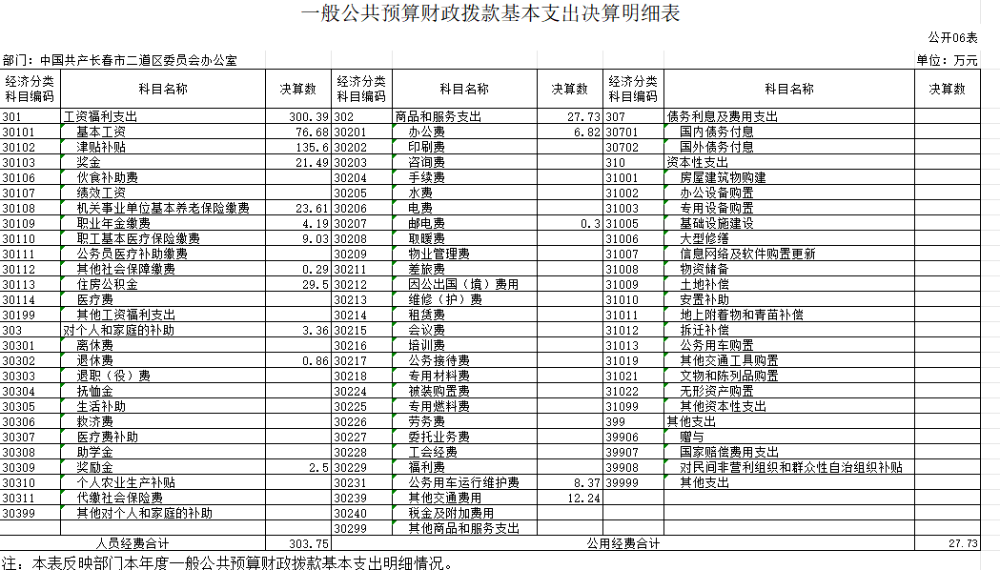 一般公共预算财政拨款基本支出决算明细表
公开06表
部门：中国共产长春市二道区委员会办公室 单位：万元
经济分类科目编码 科目名称 决算数 经济分类科目编码 科目名称 决算数 经济分类科目编码 科目名称 决算数
301 工资福利支出 300.39 302 商品和服务支出 27.73 307 债务利息及费用支出
30101 基本工资 76.68 30201 办公费 6.82 30701 国内债务付息
30102 津贴补贴 135.6 30202 印刷费 30702 国外债务付息
30103 奖金 21.49 30203 咨询费 310 资本性支出
30106 伙食补助费 30204 手续费 31001 房屋建筑物购建
30107 绩效工资 30205 水费 31002 办公设备购置
30108 机关事业单位基本养老保险缴费 23.61 30206 电费 31003 专用设备购置
30109 职业年金缴费 4.19 30207 邮电费 0.3 31005 基础设施建设
30110 职工基本医疗保险缴费 9.03 30208 取暖费 31006 大型修缮
30111 公务员医疗补助缴费 30209 物业管理费 31007 信息网络及软件购置更新
30112 其他社会保障缴费 0.29 30211 差旅费 31008 物资储备
30113 住房公积金 29.5 30212 因公出国（境）费用 31009 土地补偿
30114 医疗费 30213 维修（护）费 31010 安置补助
30199 其他工资福利支出 30214 租赁费 31011 地上附着物和青苗补偿
303 对个人和家庭的补助 3.36 30215 会议费 31012 拆迁补偿
30301 离休费 30216 培训费 31013 公务用车购置
30302 退休费 0.86 30217 公务接待费 31019 其他交通工具购置
30303 退职（役）费 30218 专用材料费 31021 文物和陈列品购置
30304 抚恤金 30224 被装购置费 31022 无形资产购置
30305 生活补助 30225 专用燃料费 31099 其他资本性支出
30306 救济费 30226 劳务费 399 其他支出
30307 医疗费补助 30227 委托业务费 39906 赠与
30308 助学金 30228 工会经费 39907 国家赔偿费用支出
30309 奖励金 2.5 30229 福利费 39908 对民间非营利组织和群众性自治组织补贴
30310 个人农业生产补贴 30231 公务用车运行维护费 8.37 39999 其他支出
30311 代缴社会保险费 30239 其他交通费用 12.24
30399 其他对个人和家庭的补助 30240 税金及附加费用
30299 其他商品和服务支出
人员经费合计 303.75 公用经费合计 27.73
注：本表反映部门本年度一般公共预算财政拨款基本支出明细情况。